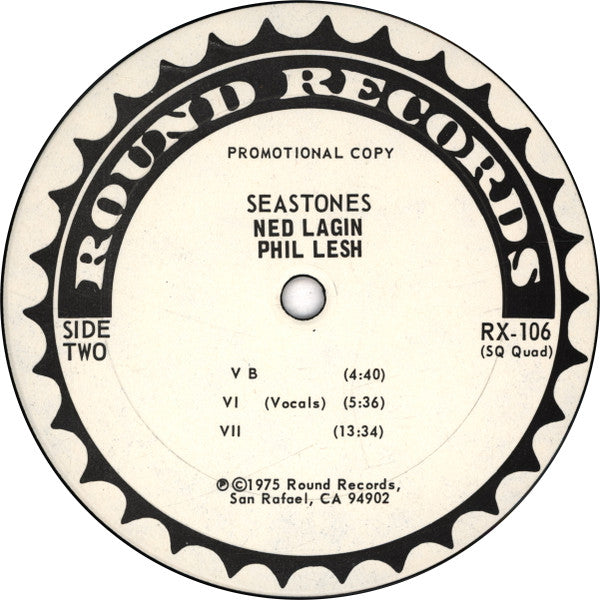 ROUND RECORDS
PROMOTIONAL COPY
SEASTONES
NED LAGIN
PHIL LESH
SIDE TWO
RX-106
(SQ Quad)
V B (4:40)
VI (Vocals) (5:36)
VII (13:34)
℗©1975 Round Records,
San Rafael, CA 94902